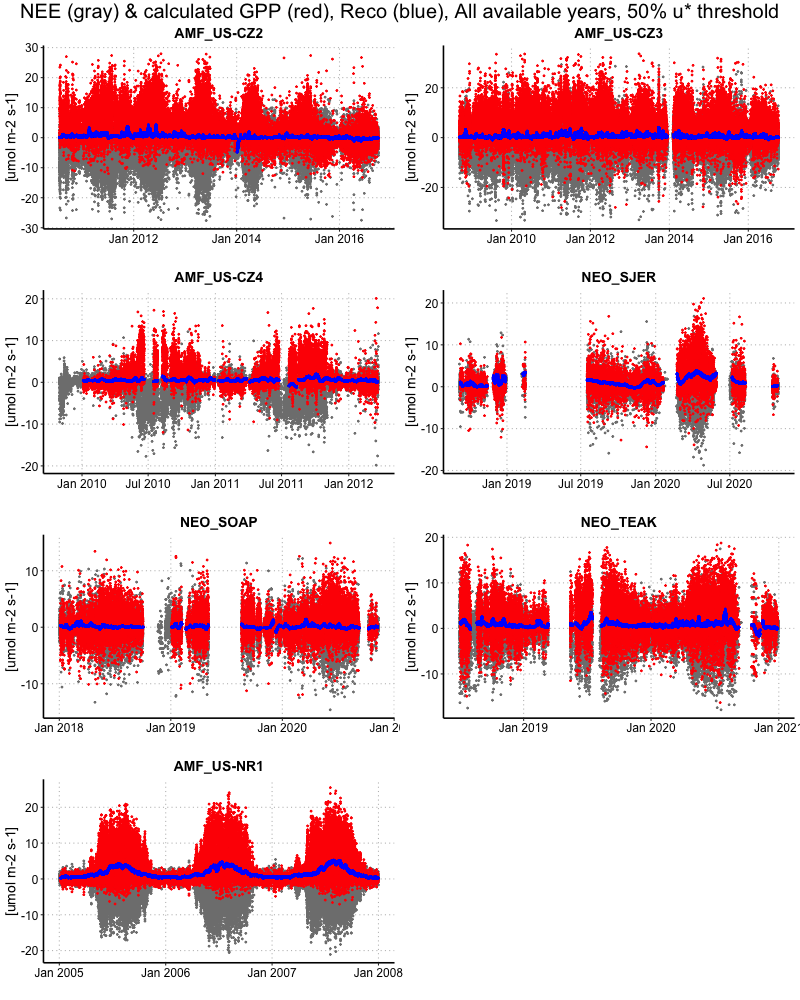 NEE (gray) & calculated GPP (red), Reco (blue), All available years, 50% u* threshold
AMF_US-CZ2
[umol m-2 s-1]
30
20
10
0
-10
-20
-30
Jan 2012 Jan 2014 Jan 2016
AMF_US-CZ3
[umol m-2 s-1]
20
0
-20
Jan 2010 Jan 2012 Jan 2014 Jan 2016
AMF_US-CZ4
[umol m-2 s-1]
20
10
0
-10
-20
Jan 2010 Jul 2010 Jan 2011 Jul 2011 Jan 2012
NEO_SJER
[umol m-2 s-1]
20
10
0
-10
-20
Jan 2019 Jul 2019 Jan 2020 Jul 2020
NEO_SOAP
[umol m-2 s-1]
10
0
-10
Jan 2018 Jan 2019 Jan 2020 Jan 20
NEO_TEAK
[umol m-2 s-1]
20
10
0
-10
Jan 2019 Jan 2020 Jan 2021
AMF_US-NR1
[umol m-2 s-1]
20
10
0
-10
-20
Jan 2005 Jan 2006 Jan 2007 Jan 2008